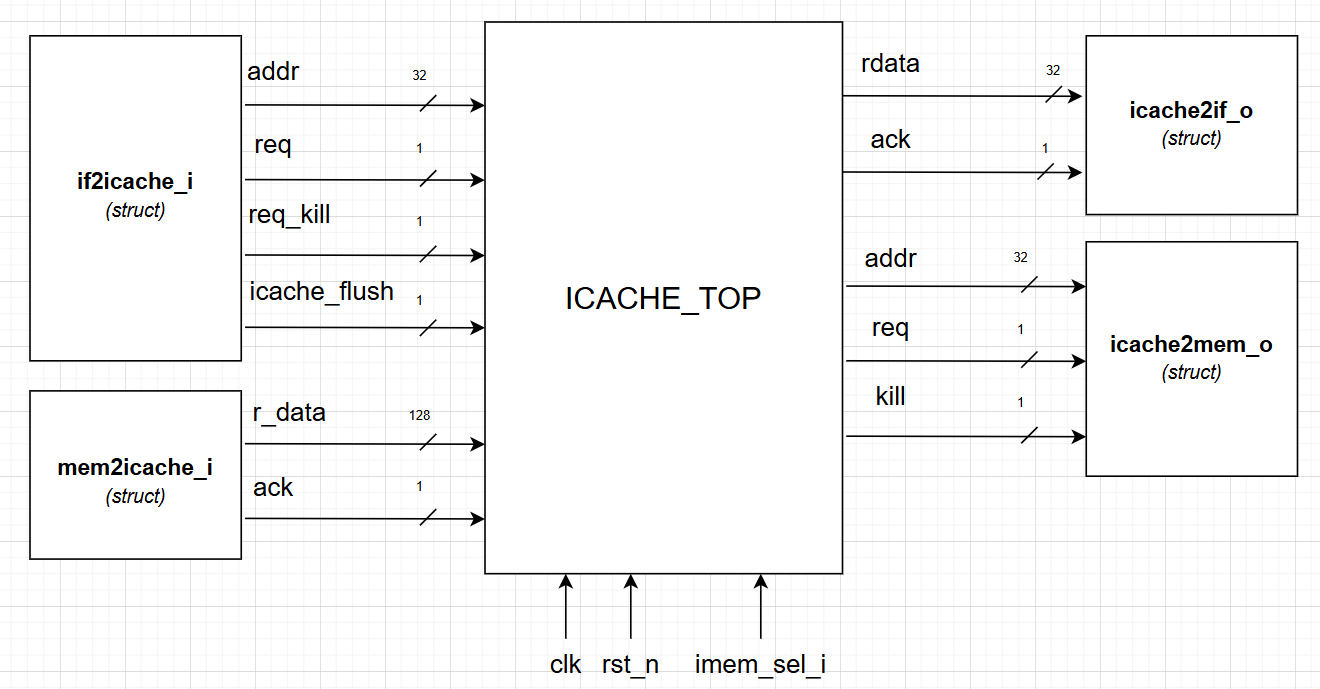 if2icache_i
(struct)
addr
32
req
1
req_kill
1
icache_flush
1
mem2icache_i
(struct)
r_data
128
ack
1
ICACHE_TOP
clk
rst_n
imem_sel_i
rdata
32
ack
1
icache2if_o
(struct)
addr
32
req
1
kill
1
icache2mem_o
(struct)